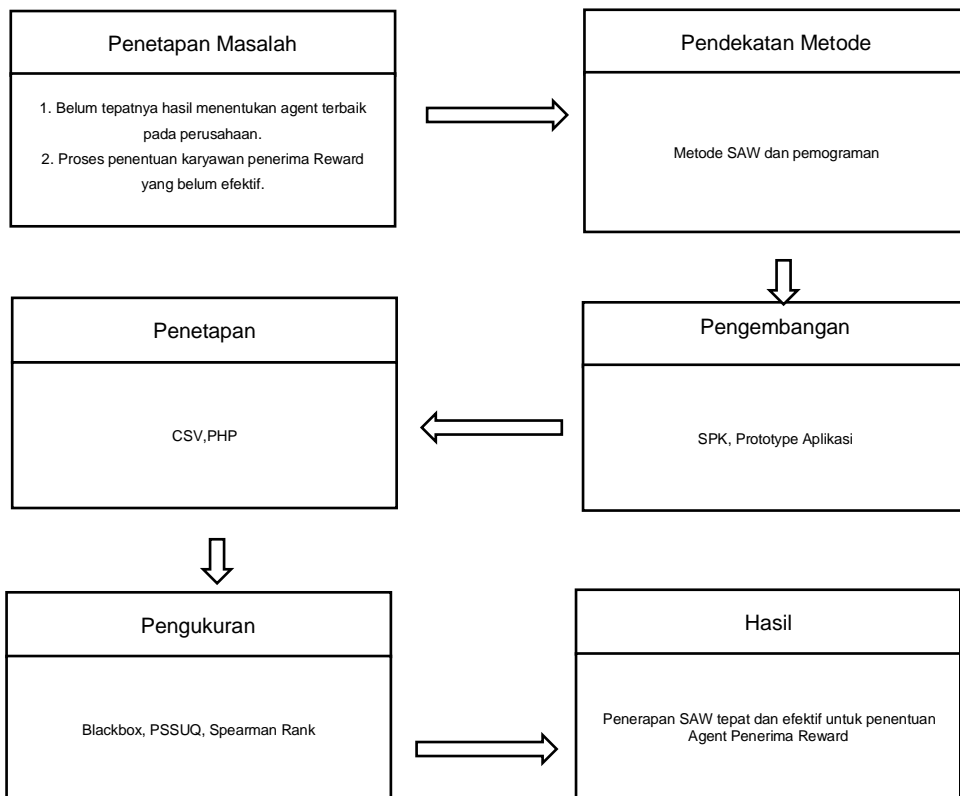 Penetapan Masalah
1. Belum tepatnya hasil menentukan agent terbaik
pada perusahaan.
2. Proses penentuan karyawan penerima Reward
yang belum efektif.
Pendekatan Metode
Metode SAW dan pemograman
Pengembangan
SPK, Prototype Aplikasi
Penetapan
CSV,PHP
Pengukuran
Blackbox, PSSUQ, Spearman Rank
Hasil
Penerapan SAW tepat dan efektif untuk penentuan
Agent Penerima Reward